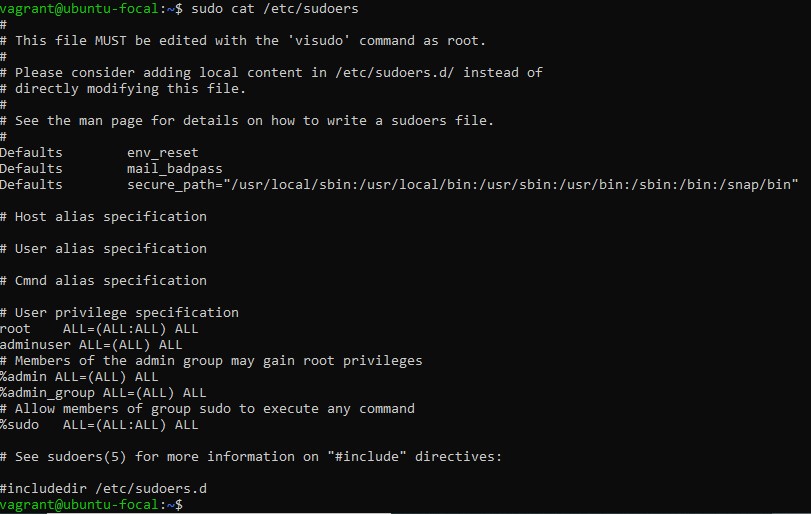 vagrant@ubuntu-focal:~$ sudo cat /etc/sudoers
#
# This file MUST be edited with the 'visudo' command as root.
#
# Please consider adding local content in /etc/sudoers.d/ instead of
# directly modifying this file.
#
# See the man page for details on how to write a sudoers file.
#
Defaults        env_reset
Defaults        mail_badpass
Defaults        secure_path="/usr/local/sbin:/usr/local/bin:/usr/sbin:/usr/bin:/sbin:/bin:/snap/bin"

# Host alias specification

# User alias specification

# Cmnd alias specification

# User privilege specification
root    ALL=(ALL:ALL) ALL
adminuser ALL=(ALL) ALL
# Members of the admin group may gain root privileges
%admin ALL=(ALL) ALL
%admin_group ALL=(ALL) ALL
# Allow members of group sudo to execute any command
%sudo   ALL=(ALL:ALL) ALL

# See sudoers(5) for more information on "#include" directives:

#includedir /etc/sudoers.d
vagrant@ubuntu-focal:~$